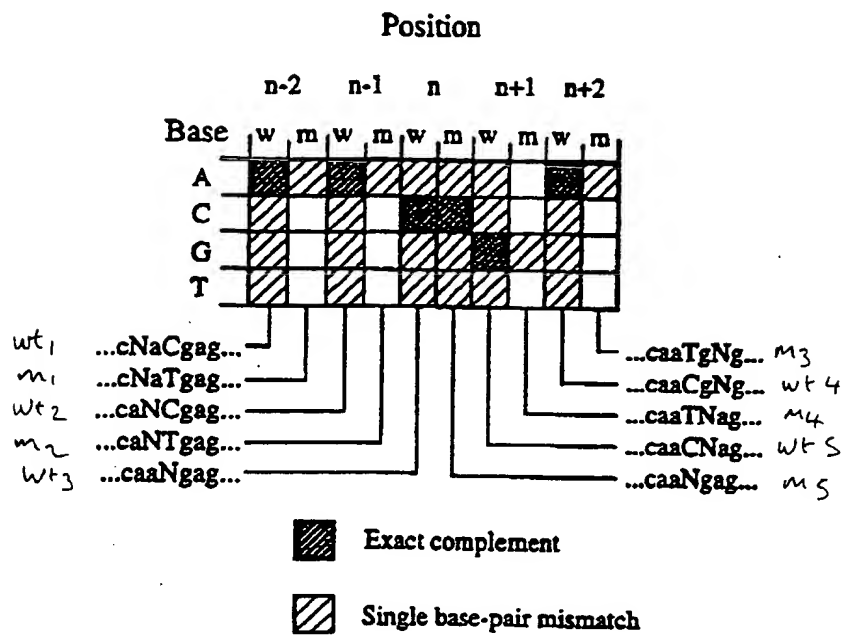 Position
n-2 n-1 n n+1 n+2
Base w m w m w m w m w m
A
C
G
T
wt1 ...cNaCgag...
m1 ...cNaTgag...
wt2 ...caNCgag...
m2 ...caNTgag...
wt3 ...caaNgag...
...caaTgNg... m3
...caaCgNg... wt4
...caaTNag... m4
...caaCNag... wt5
...caaNgag... m5
Exact complement
Single base-pair mismatch